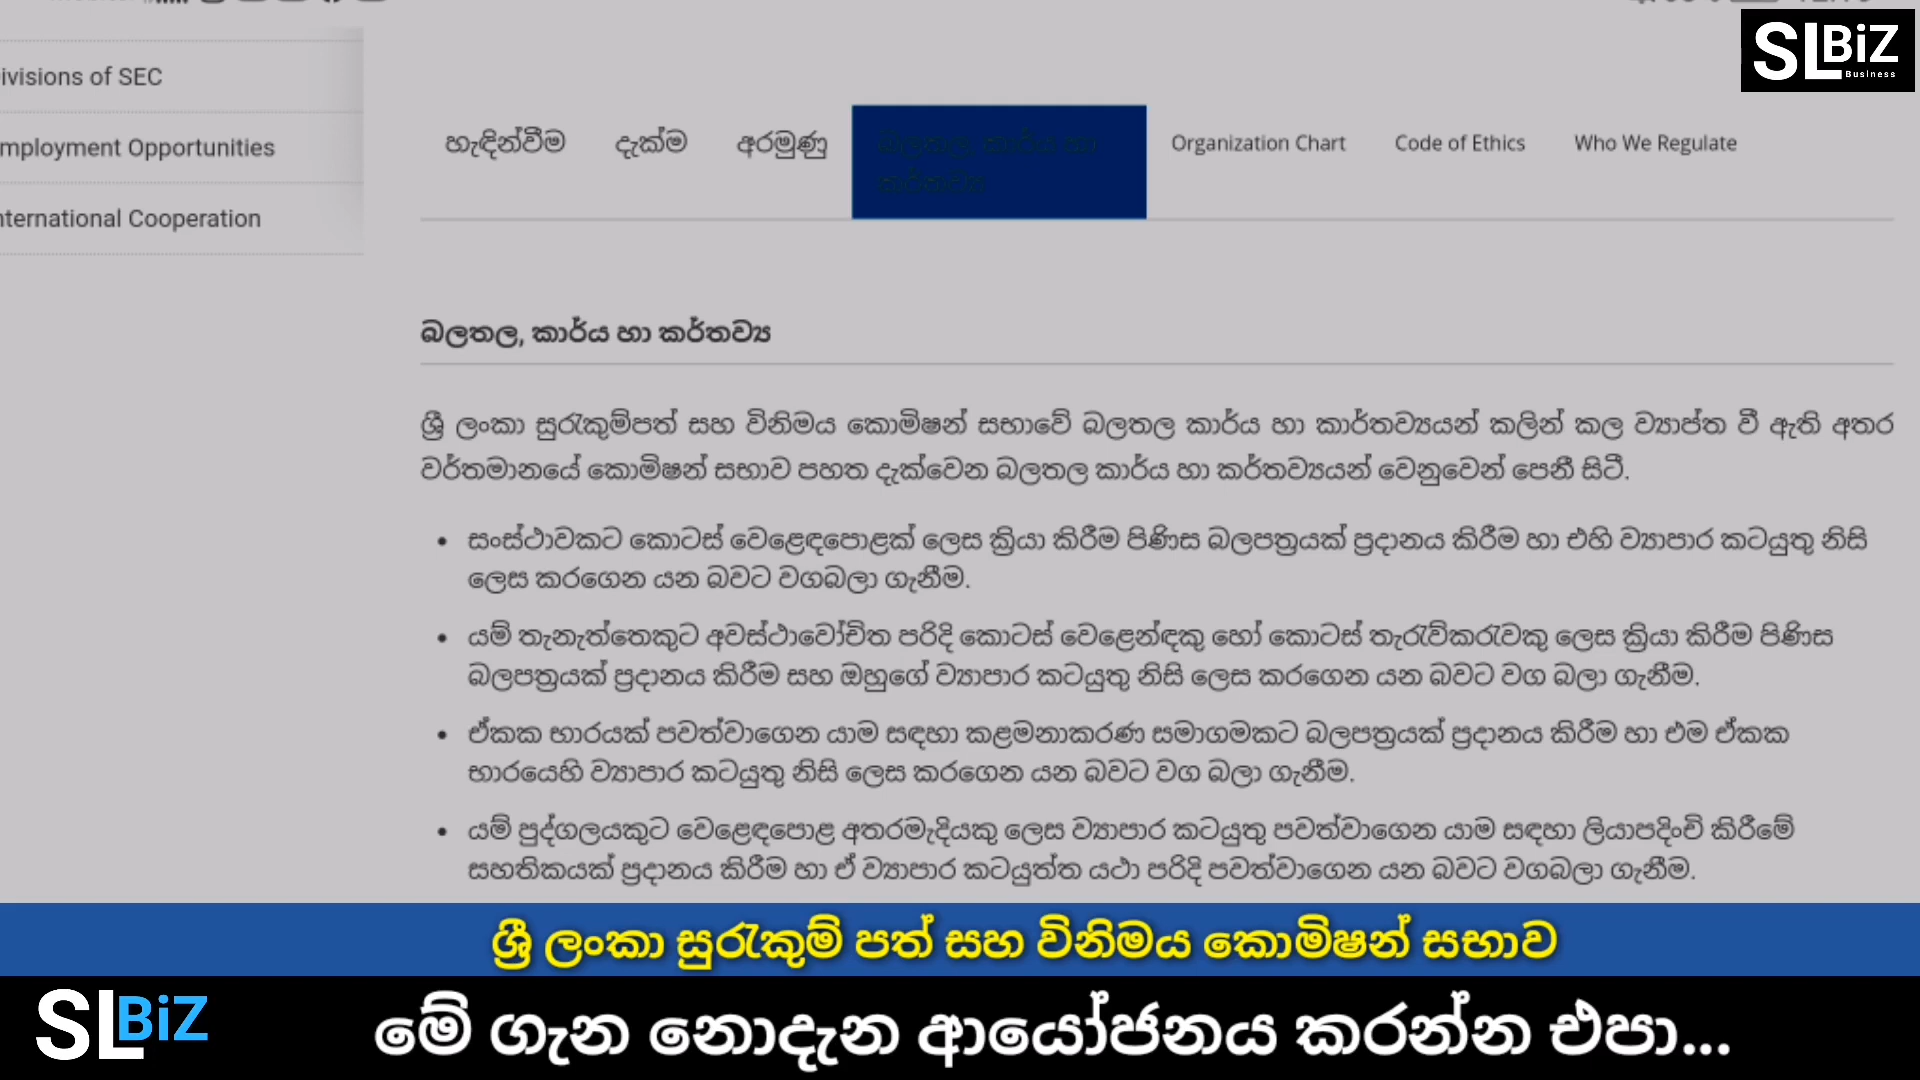 SLBiZ
Business
ivisions of SEC
mployment Opportunities
nternational Cooperation
හැඳින්වීම
දැක්ම
අරමුණු
බලතල, කාර්ය හා
කර්තව්‍ය
Organization Chart
Code of Ethics
Who We Regulate
බලතල, කාර්ය හා කර්තව්‍ය
ශ්‍රී ලංකා සුරැකුම්පත් සහ විනිමය කොමිෂන් සභාවේ බලතල කාර්ය හා කාර්තව්‍යයන් කලින් කල ව්‍යාප්ත වී ඇති අතර
වර්තමානයේ කොමිෂන් සභාව පහත දැක්වෙන බලතල කාර්ය හා කර්තව්‍යයන් වෙනුවෙන් පෙනී සිටී.
• සංස්ථාවකට කොටස් වෙළෙඳපොළක් ලෙස ක්‍රියා කිරීම පිණිස බලපත්‍රයක් ප්‍රදානය කිරීම හා එහි ව්‍යාපාර කටයුතු නිසි
ලෙස කරගෙන යන බවට වගබලා ගැනීම.
• යම් තැනැත්තෙකුට අවස්ථාවෝචිත පරිදි කොටස් වෙළෙන්ඳකු හෝ කොටස් තැරැව්කරැවකු ලෙස ක්‍රියා කිරීම පිණිස
බලපත්‍රයක් ප්‍රදානය කිරීම සහ ඔහුගේ ව්‍යාපාර කටයුතු නිසි ලෙස කරගෙන යන බවට වග බලා ගැනීම.
• ඒකක භාරයක් පවත්වාගෙන යාම සඳහා කළමනාකරණ සමාගමකට බලපත්‍රයක් ප්‍රදානය කිරීම හා එම ඒකක
භාරයෙහි ව්‍යාපාර කටයුතු නිසි ලෙස කරගෙන යන බවට වග බලා ගැනීම.
• යම් පුද්ගලයකුට වෙළෙඳපොළ අතරමැදියකු ලෙස ව්‍යාපාර කටයුතු පවත්වාගෙන යාම සඳහා ලියාපදිංචි කිරීමේ
සහතිකයක් ප්‍රදානය කිරීම හා ඒ ව්‍යාපාර කටයුත්ත යථා පරිදි පවත්වාගෙන යන බවට වගබලා ගැනීම.
ශ්‍රී ලංකා සුරැකුම් පත් සහ විනිමය කොමිෂන් සභාව
SLBiZ
මේ ගැන නොදැන ආයෝජනය කරන්න එපා...